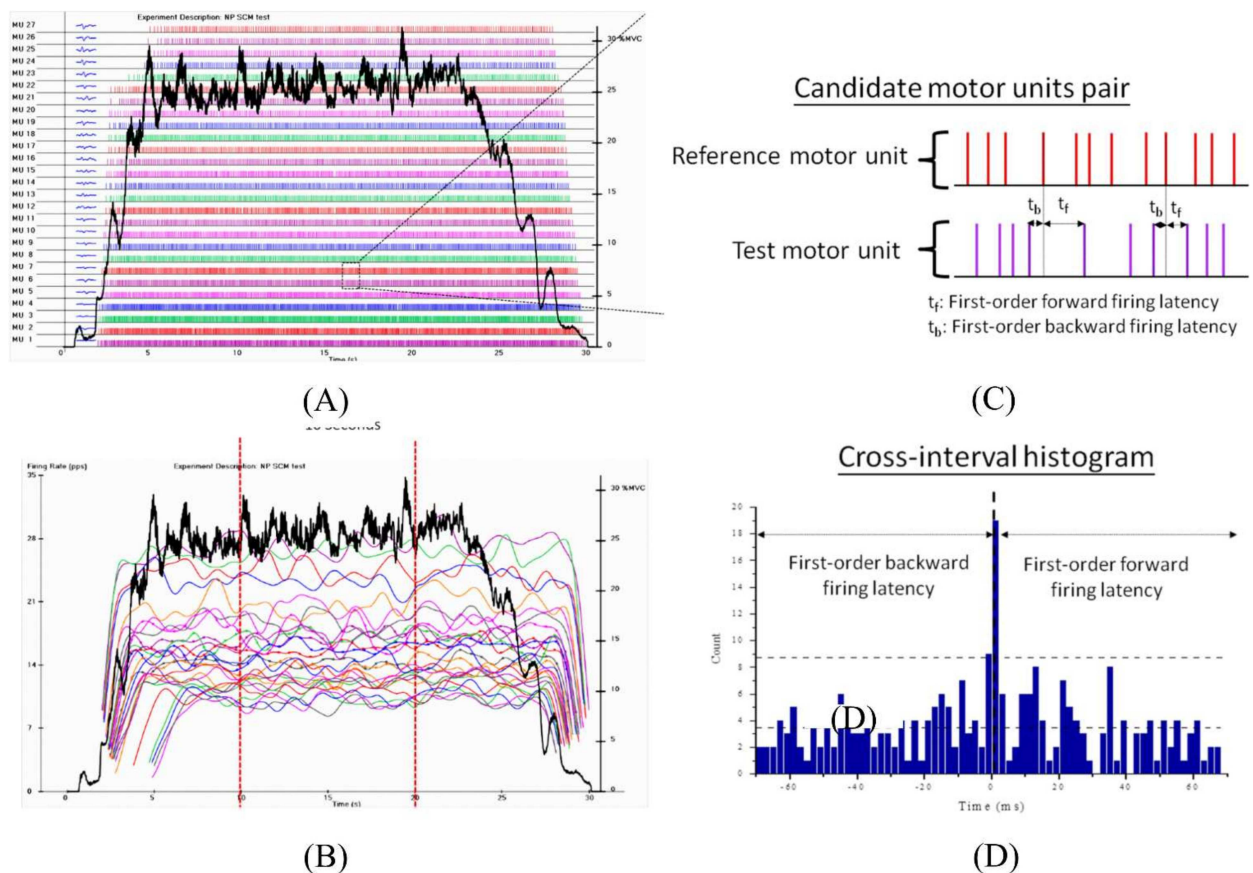 Experiment Description: NP SCM test
MU 27
MU 26
MU 25
MU 24
MU 23
MU 22
MU 21
MU 20
MU 19
MU 18
MU 17
MU 16
MU 15
MU 14
MU 13
MU 12
MU 11
MU 10
MU 9
MU 8
MU 7
MU 6
MU 5
MU 4
MU 3
MU 2
MU 1
30 %MVC
25
20
15
10
5
0
0 5 10 15 20 25 30
Time (s)
(A)
Candidate motor units pair
Reference motor unit
tb tf tb tf
Test motor unit
tf: First-order forward firing latency
tb: First-order backward firing latency
(C)
10 seconds
Firing Rate (pps) Experiment Description: NP SCM test
35
28
21
14
7
0
30 %MVC
25
20
15
10
5
0
0 5 10 15 20 25 30
Time (s)
(B)
Cross-interval histogram
First-order backward
firing latency
First-order forward
firing latency
Count
20
18
16
14
12
10
8
6
4
2
0
(D)
-60 -40 -20 0 20 40 60
Time (ms)
(D)